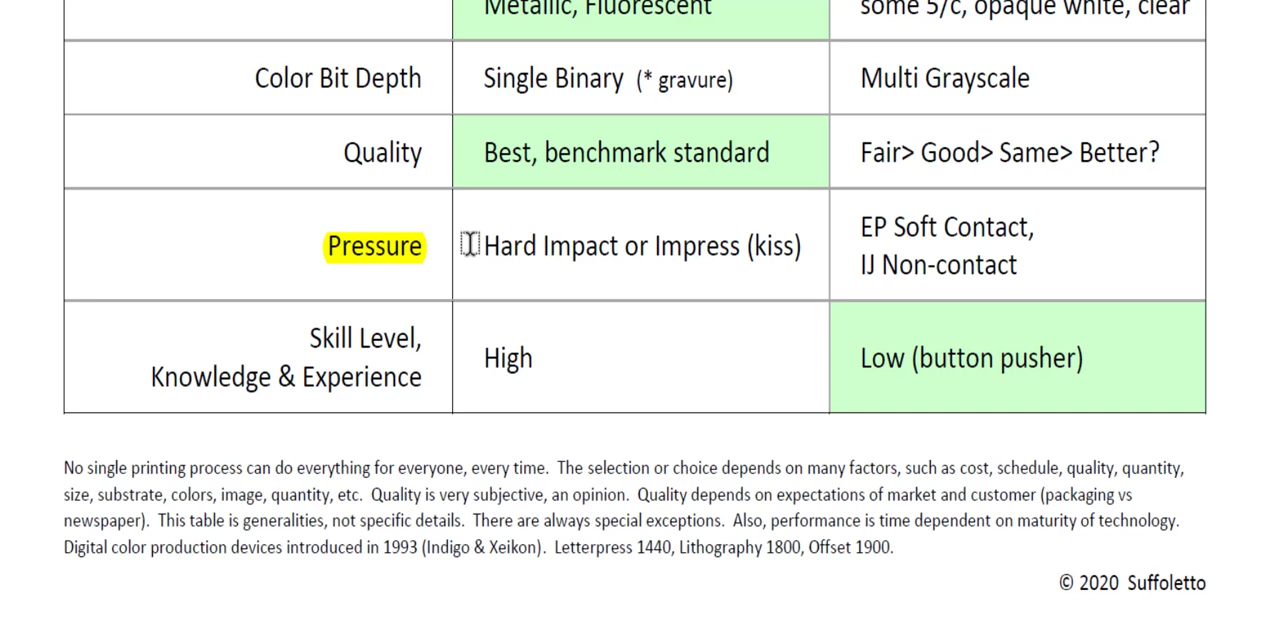 Metallic, Fluorescent
some 5/c, opaque white, clear
Color Bit Depth
Single Binary (* gravure)
Multi Grayscale
Quality
Best, benchmark standard
Fair> Good> Same> Better?
Pressure
Hard Impact or Impress (kiss)
EP Soft Contact,
IJ Non-contact
Skill Level,
Knowledge & Experience
High
Low (button pusher)
No single printing process can do everything for everyone, every time. The selection or choice depends on many factors, such as cost, schedule, quality, quantity,
size, substrate, colors, image, quantity, etc. Quality is very subjective, an opinion. Quality depends on expectations of market and customer (packaging vs
newspaper). This table is generalities, not specific details. There are always special exceptions. Also, performance is time dependent on maturity of technology.
Digital color production devices introduced in 1993 (Indigo & Xeikon). Letterpress 1440, Lithography 1800, Offset 1900.
© 2020 Suffoletto